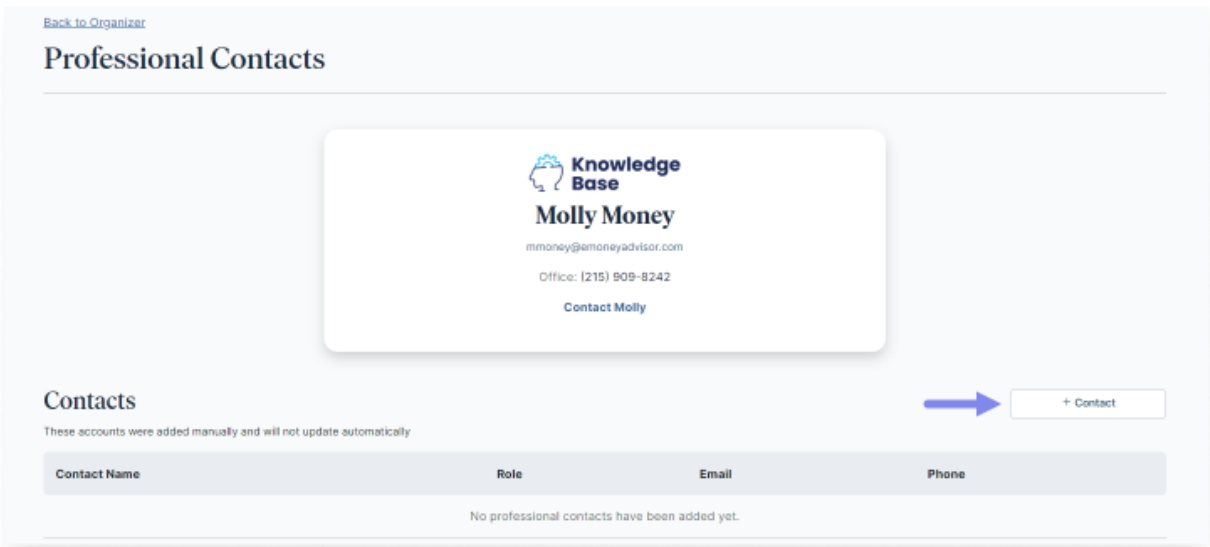 Back to Organizer
Professional Contacts
Knowledge
Base
Molly Money
mmoney@emoneyadvisor.com
Office: (215) 909-8242
Contact Molly
Contacts
+ Contact
These accounts were added manually and will not update automatically
Contact Name Role Email Phone
No professional contacts have been added yet.